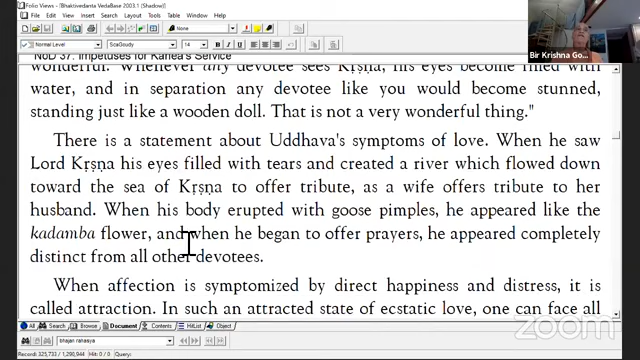 Folio Views - [Bhaktivedanta VedaBase 2003.1 (Shadow)]
File Edit View Search Layout Insert Tools Window Help
<None>
Normal Level ScaGoudy 14 B I U
NoD 37: Impetuses for Kanea's Service
wonderful. Whenever any devotee sees Kṛṣṇa, his eyes become filled with
water, and in separation any devotee like you would become stunned,
standing just like a wooden doll. That is not a very wonderful thing."
There is a statement about Uddhava's symptoms of love. When he saw
Lord Kṛṣṇa his eyes filled with tears and created a river which flowed down
toward the sea of Kṛṣṇa to offer tribute, as a wife offers tribute to her
husband. When his body erupted with goose pimples, he appeared like the
kadamba flower, and when he began to offer prayers, he appeared completely
distinct from all other devotees.
When affection is symptomized by direct happiness and distress, it is
called attraction. In such an attracted state of ecstatic love, one can face all
All Browse Document Contents HitList Object
bhajan rahasya
Record: 325,733 / 1,298,944 Hit: 0 / 0 Query:
Bir Krishna Go...
zoom